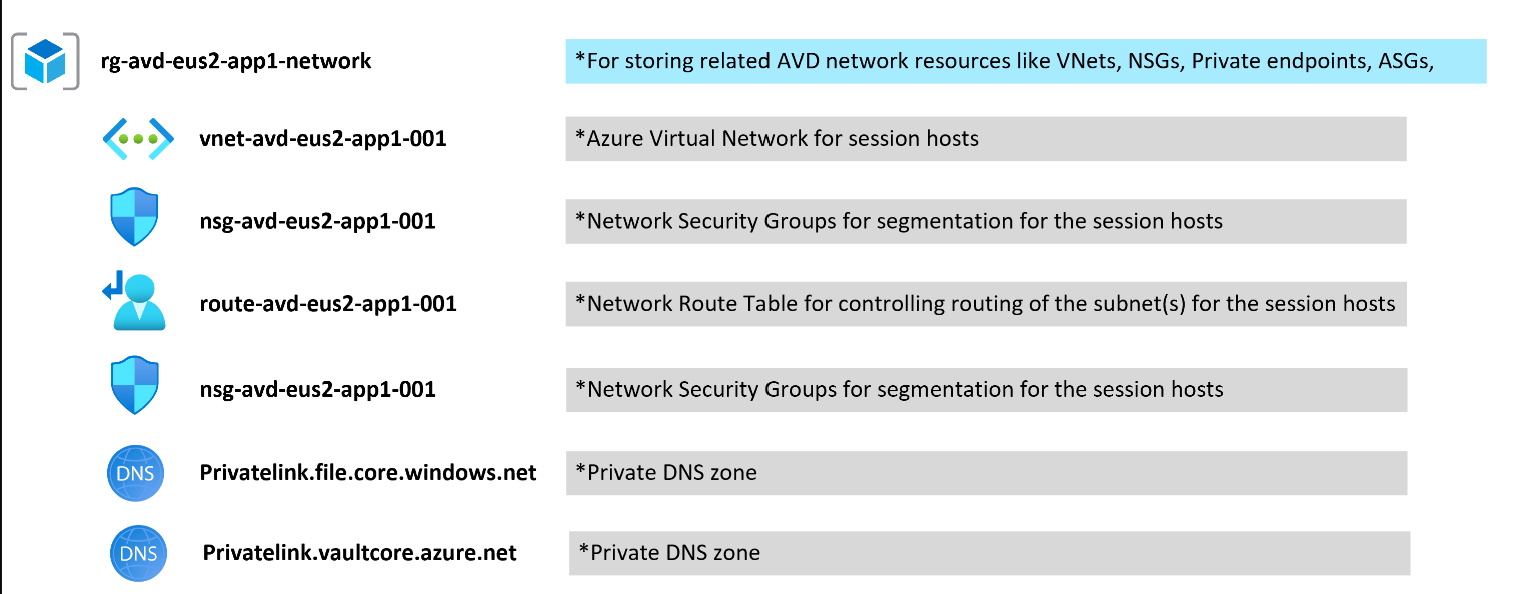 rg-avd-eus2-app1-network *For storing related AVD network resources like VNets, NSGs, Private endpoints, ASGs,
vnet-avd-eus2-app1-001 *Azure Virtual Network for session hosts
nsg-avd-eus2-app1-001 *Network Security Groups for segmentation for the session hosts
route-avd-eus2-app1-001 *Network Route Table for controlling routing of the subnet(s) for the session hosts
nsg-avd-eus2-app1-001 *Network Security Groups for segmentation for the session hosts
DNS Privatelink.file.core.windows.net *Private DNS zone
DNS Privatelink.vaultcore.azure.net *Private DNS zone